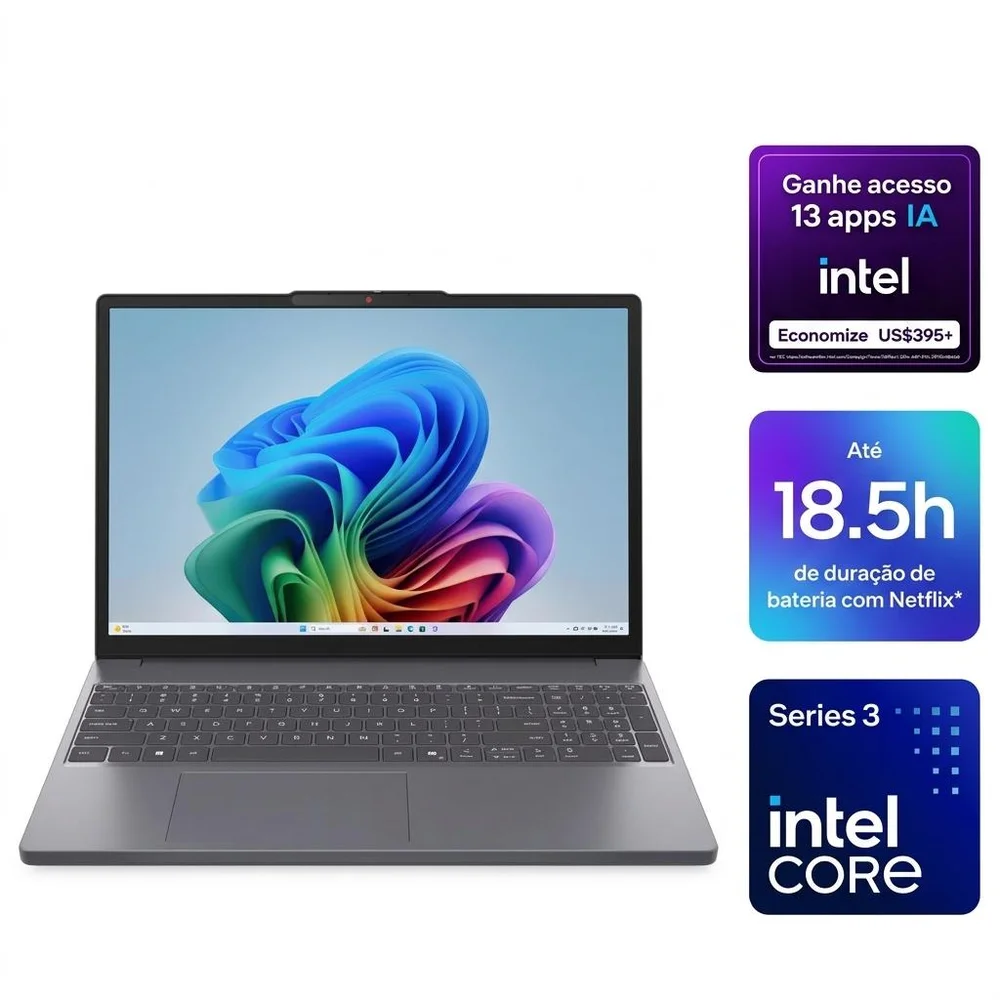 Ganhe acesso
13 apps IA
intel
Economize US$395+
Até
18.5h
de duração de
bateria com Netflix*
Series 3
intel
CORE